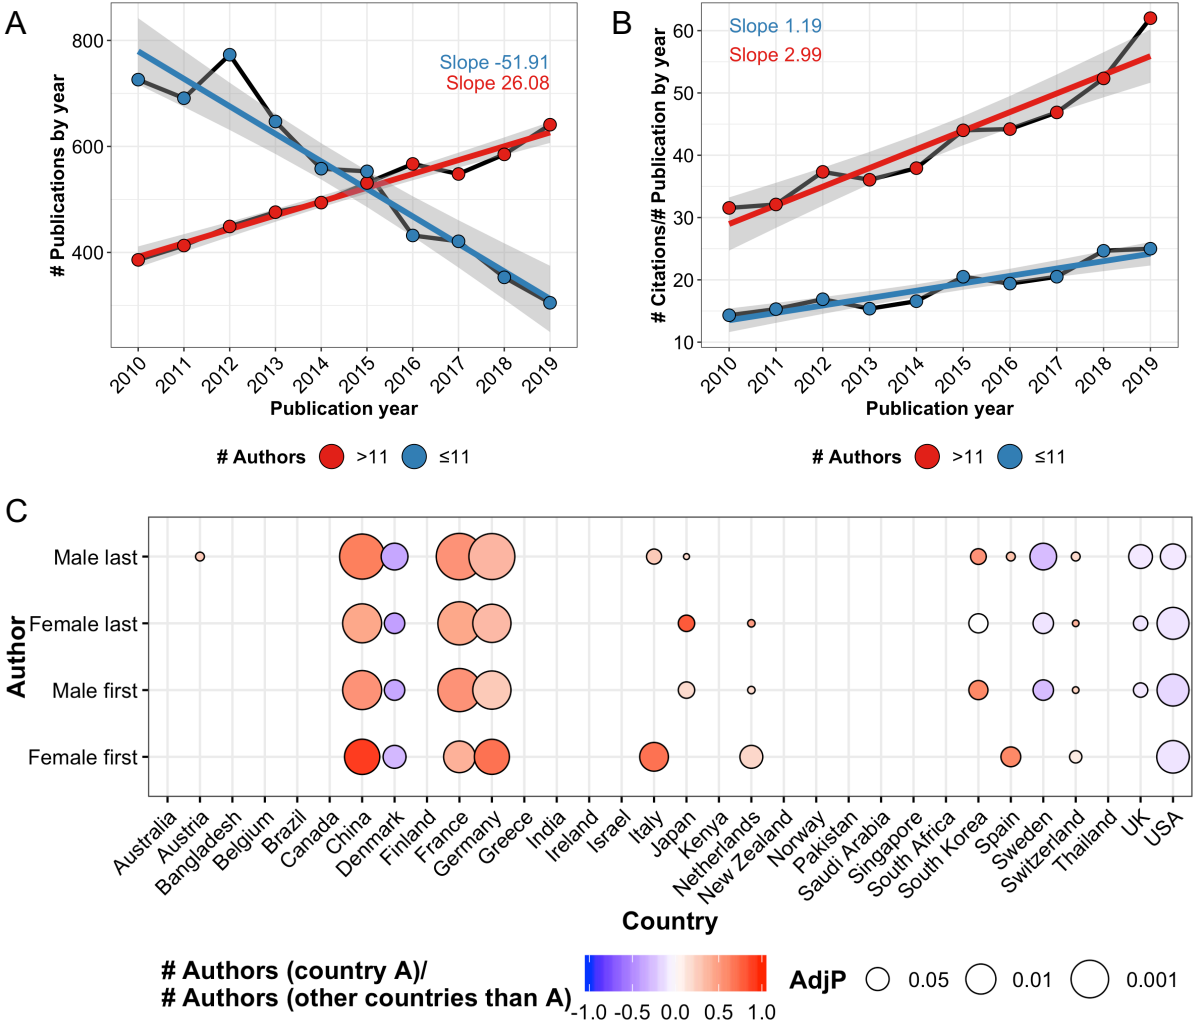 A
# Publications by year
800
600
400
Slope -51.91
Slope 26.08
2010
2011
2012
2013
2014
2015
2016
2017
2018
2019
Publication year
# Authors >11 ≤11
B
# Citations/# Publication by year
60
50
40
30
20
10
Slope 1.19
Slope 2.99
2010
2011
2012
2013
2014
2015
2016
2017
2018
2019
Publication year
# Authors >11 ≤11
C
Author
Male last
Female last
Male first
Female first
Australia
Austria
Bangladesh
Belgium
Brazil
Canada
China
Denmark
Finland
France
Germany
Greece
India
Ireland
Israel
Italy
Japan
Kenya
Netherlands
New Zealand
Norway
Pakistan
Saudi Arabia
Singapore
South Africa
South Korea
Spain
Sweden
Switzerland
Thailand
UK
USA
Country
# Authors (country A)/
# Authors (other countries than A)
-1.0 -0.5 0.0 0.5 1.0
AdjP 0.05 0.01 0.001